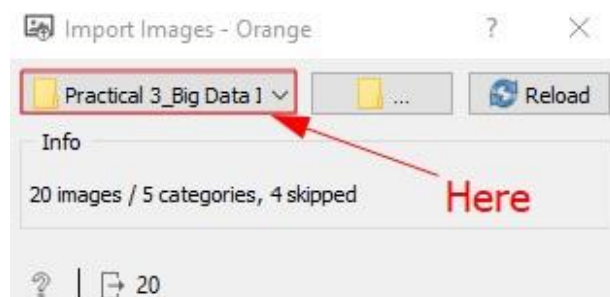 Import Images - Orange ? ×
Practical 3_Big Data I ... Reload
Info
20 images / 5 categories, 4 skipped
Here
? | 20